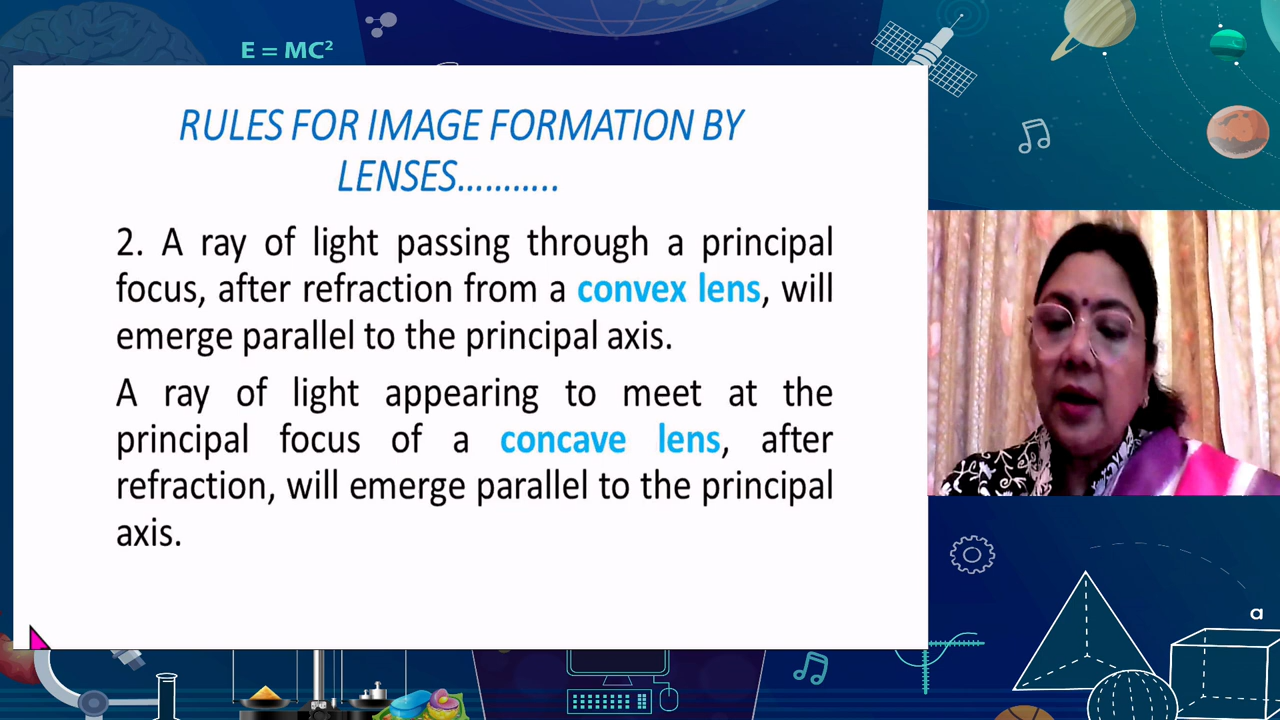 E = MC²
RULES FOR IMAGE FORMATION BY
LENSES...........
2. A ray of light passing through a principal
focus, after refraction from a convex lens, will
emerge parallel to the principal axis.
A ray of light appearing to meet at the
principal focus of a concave lens, after
refraction, will emerge parallel to the principal
axis.
a